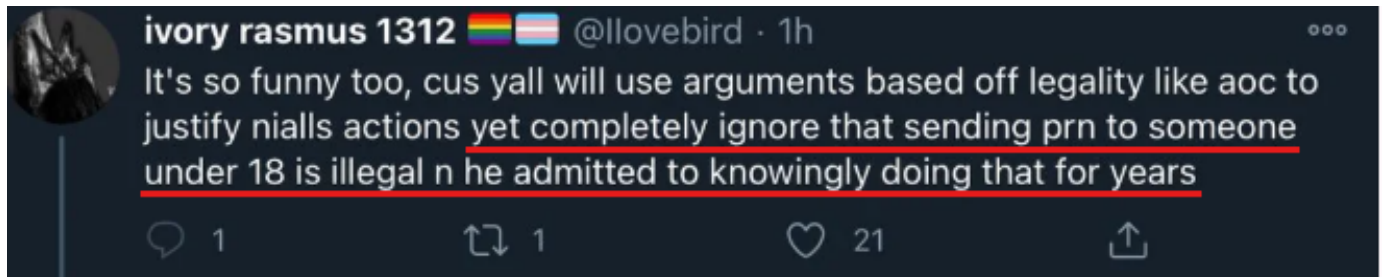 ivory rasmus 1312 🏳️‍🌈🏳️‍⚧️ @llovebird · 1h
It's so funny too, cus yall will use arguments based off legality like aoc to
justify nialls actions yet completely ignore that sending prn to someone
under 18 is illegal n he admitted to knowingly doing that for years
1 1 21